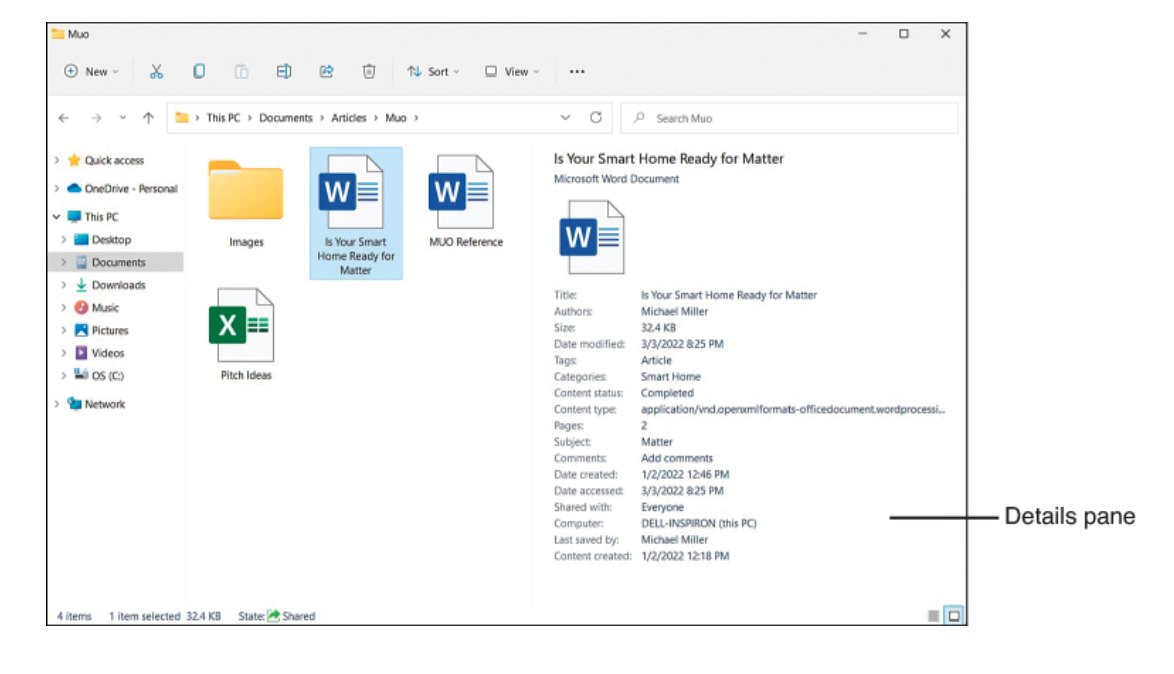 Muo
New
Sort
View
This PC > Documents > Articles > Muo >
Search Muo
Quick access
OneDrive - Personal
This PC
Desktop
Documents
Downloads
Music
Pictures
Videos
OS (C:)
Network
Images
Is Your Smart
Home Ready for
Matter
MUO Reference
Pitch Ideas
Is Your Smart Home Ready for Matter
Microsoft Word Document
Title: Is Your Smart Home Ready for Matter
Authors: Michael Miller
Size: 32.4 KB
Date modified: 3/3/2022 8:25 PM
Tags: Article
Categories: Smart Home
Content status: Completed
Content type: application/vnd.openxmlformats-officedocument.wordprocessi...
Pages: 2
Subject: Matter
Comments: Add comments
Date created: 1/2/2022 12:46 PM
Date accessed: 3/3/2022 8:25 PM
Shared with: Everyone
Computer: DELL-INSPIRON (this PC)
Last saved by: Michael Miller
Content created: 1/2/2022 12:18 PM
Details pane
4 items 1 item selected 32.4 KB State: Shared